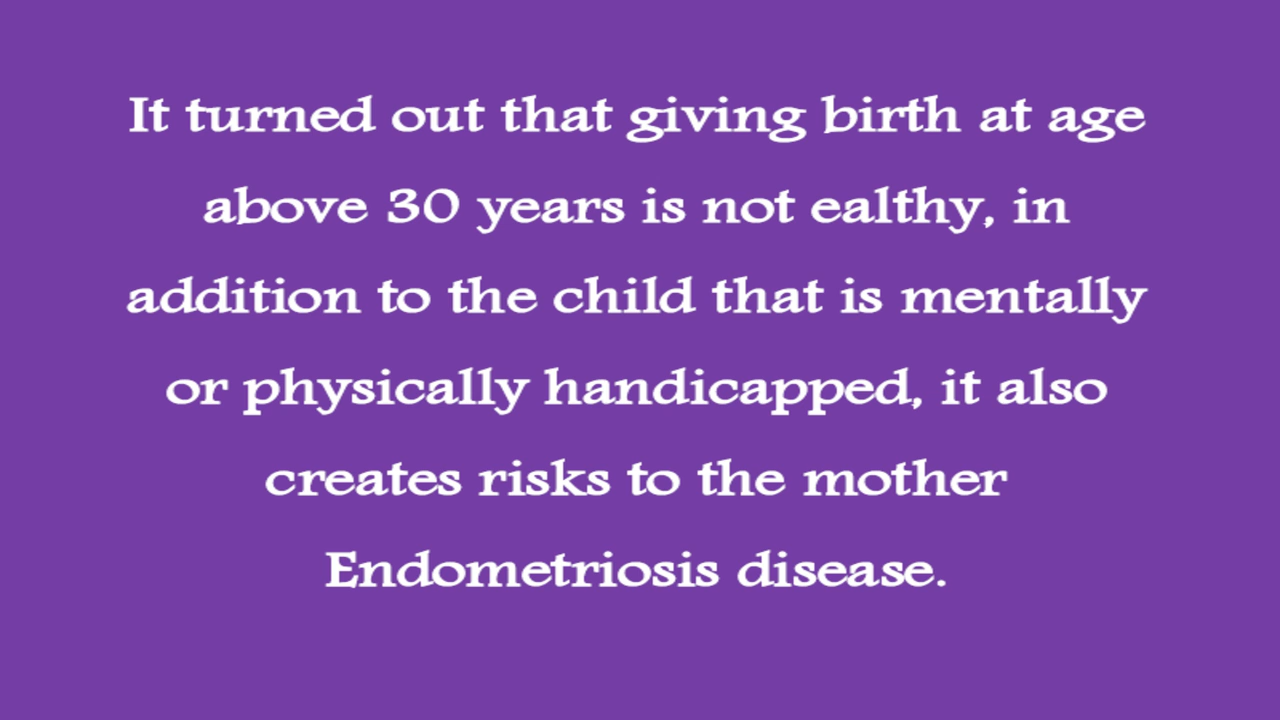 It turned out that giving birth at age
above 30 years is not ealthy, in
addition to the child that is mentally
or physically handicapped, it also
creates risks to the mother
Endometriosis disease.